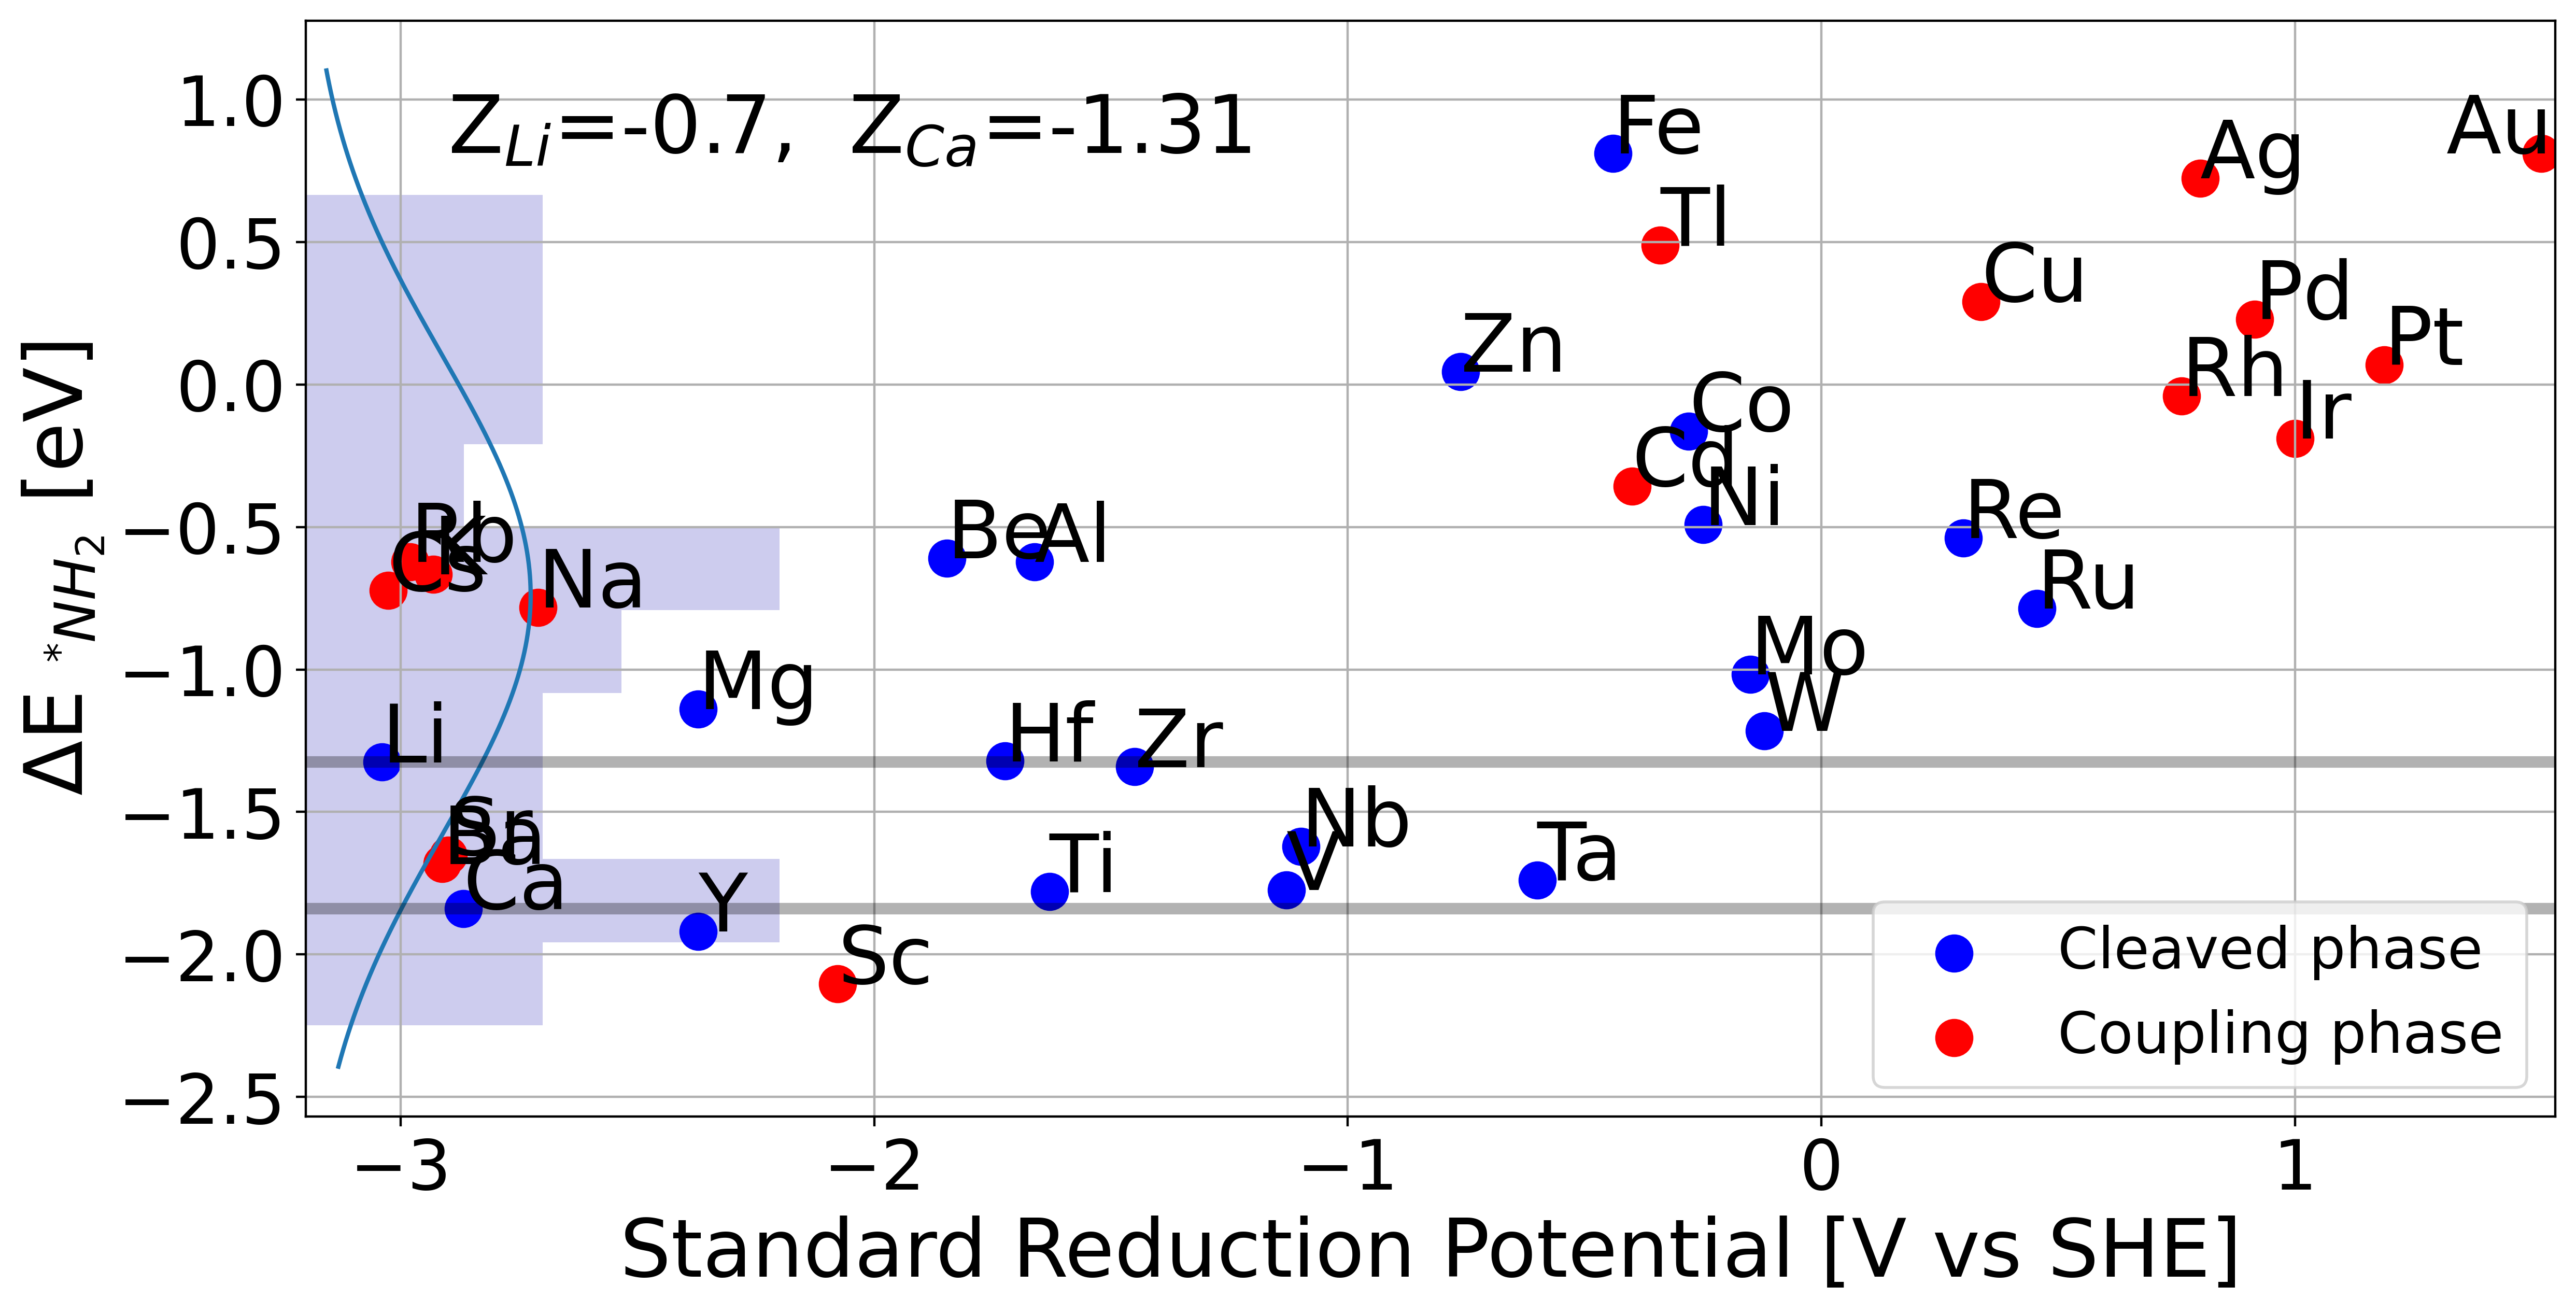 Z_Li=-0.7, Z_Ca=-1.31
ΔE *NH₂ [eV]
1.0
0.5
0.0
−0.5
−1.0
−1.5
−2.0
−2.5
Fe
Au
Ag
Tl
Cu
Pd
Zn
Pt
Rh
Co
Ir
Cd
Ni
Rb
K
Cs
Be
Al
Re
Na
Ru
Mo
Mg
W
Li
Hf
Zr
Sr
Ba
Nb
Ca
Ti
V
Ta
Y
Sc
Cleaved phase
Coupling phase
−3
−2
−1
0
1
Standard Reduction Potential [V vs SHE]